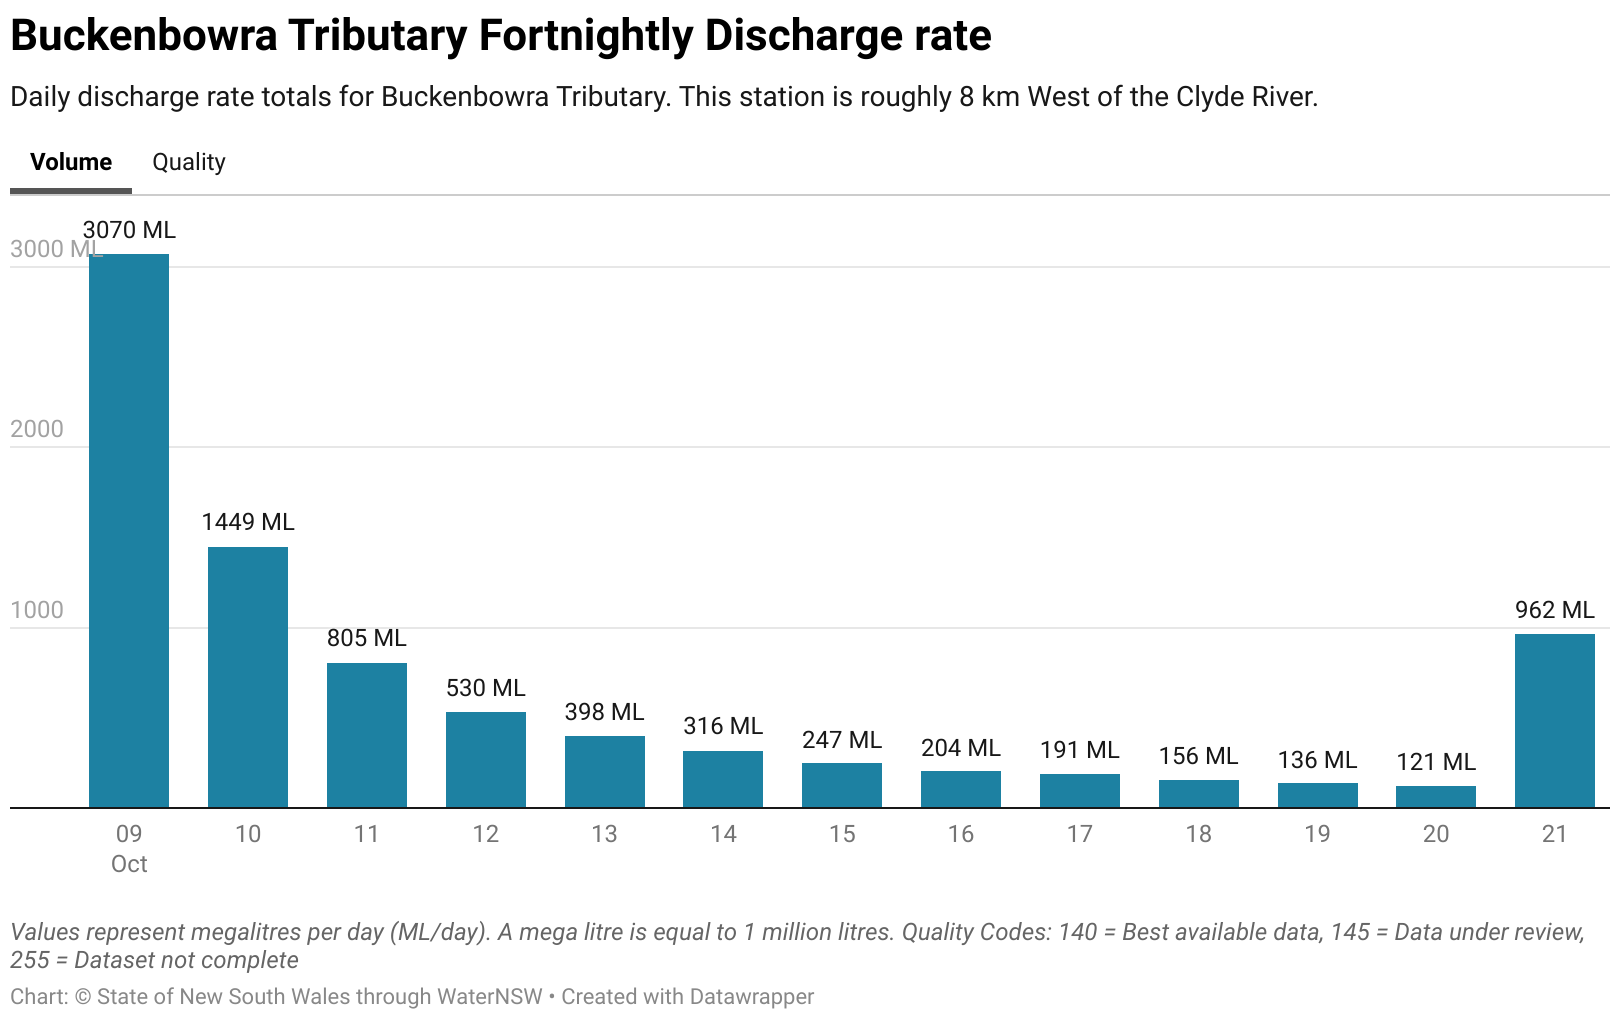 Buckenbowra Tributary Fortnightly Discharge rate
Daily discharge rate totals for Buckenbowra Tributary. This station is roughly 8 km West of the Clyde River.
Volume Quality
3070 ML
3000 ML
2000
1449 ML
1000
962 ML
805 ML
530 ML
398 ML
316 ML
247 ML
204 ML
191 ML
156 ML
136 ML
121 ML
09 10 11 12 13 14 15 16 17 18 19 20 21
Oct
Values represent megalitres per day (ML/day). A mega litre is equal to 1 million litres. Quality Codes: 140 = Best available data, 145 = Data under review,
255 = Dataset not complete
Chart: © State of New South Wales through WaterNSW • Created with Datawrapper